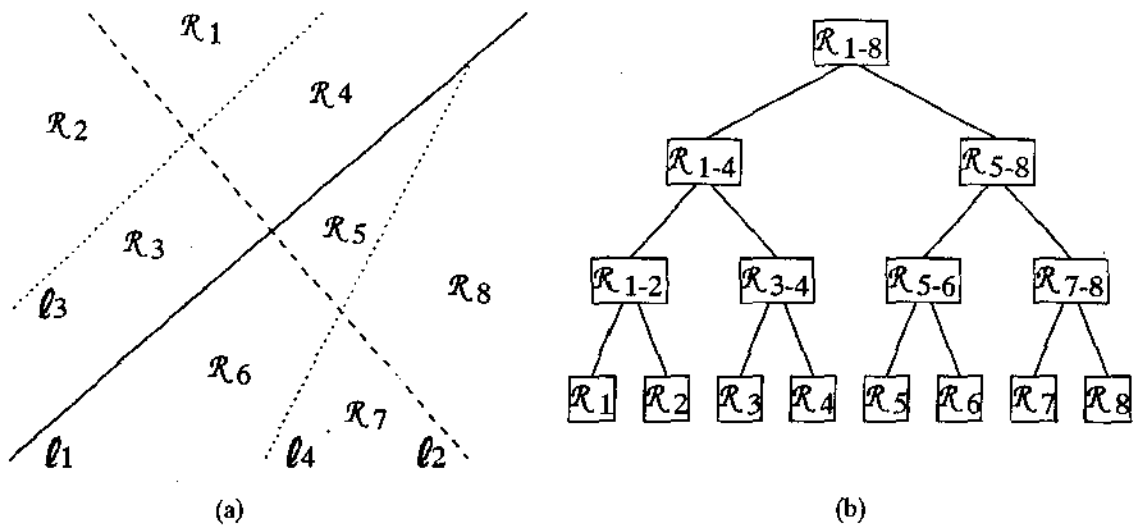 ℛ1
ℛ2
ℛ4
ℛ3
ℛ5
ℛ8
ℓ3
ℛ6
ℛ7
ℓ1
ℓ4
ℓ2
(a)
ℛ1-8
ℛ1-4 ℛ5-8
ℛ1-2 ℛ3-4 ℛ5-6 ℛ7-8
ℛ1 ℛ2 ℛ3 ℛ4 ℛ5 ℛ6 ℛ7 ℛ8
(b)